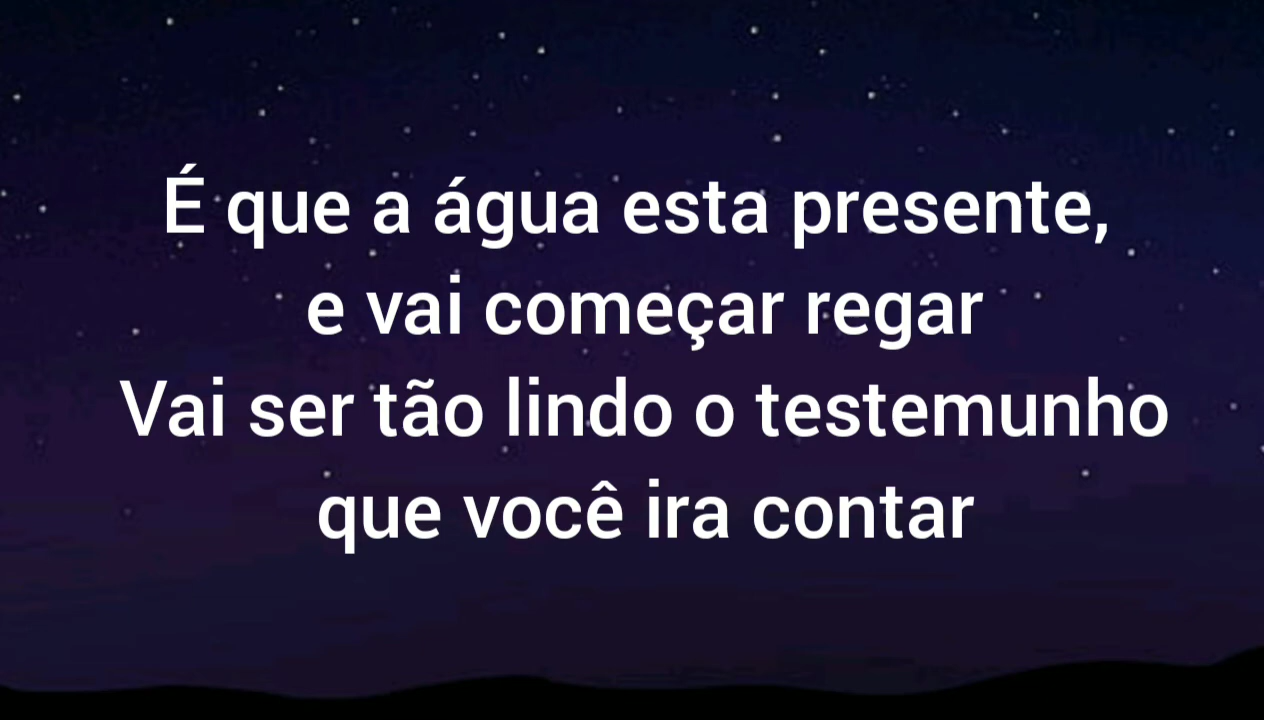 É que a água esta presente,
e vai começar regar
Vai ser tão lindo o testemunho
que você ira contar